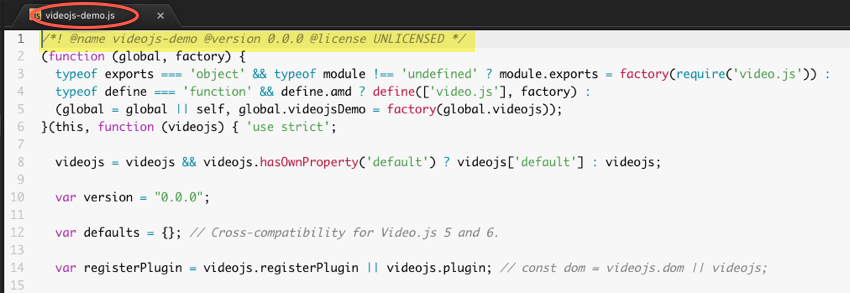 videojs-demo.js
1 /*! @name videojs-demo @version 0.0.0 @license UNLICENSED */
2 (function (global, factory) {
3   typeof exports === 'object' && typeof module !== 'undefined' ? module.exports = factory(require('video.js')) :
4   typeof define === 'function' && define.amd ? define(['video.js'], factory) :
5   (global = global || self, global.videojsDemo = factory(global.videojs));
6 }(this, function (videojs) { 'use strict';
7
8   videojs = videojs && videojs.hasOwnProperty('default') ? videojs['default'] : videojs;
9
10   var version = "0.0.0";
11
12   var defaults = {}; // Cross-compatibility for Video.js 5 and 6.
13
14   var registerPlugin = videojs.registerPlugin || videojs.plugin; // const dom = videojs.dom || videojs;